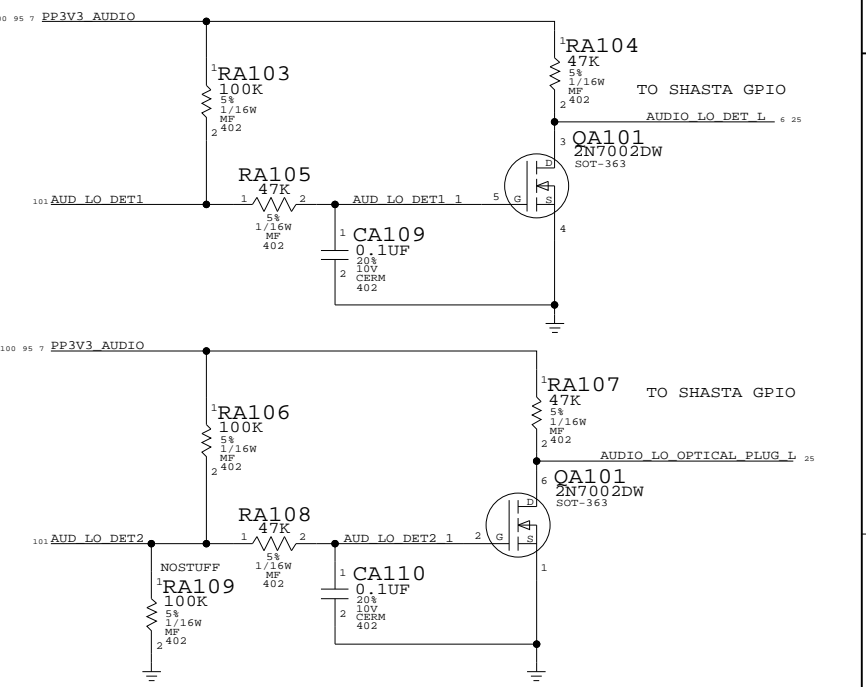 00 95 7 PP3V3_AUDIO
1 RA103
100K
5%
1/16W
MF
2 402
1 RA104
47K
5%
1/16W
MF
2 402
TO SHASTA GPIO
AUDIO_LO_DET_L 6 25
3 QA101
2N7002DW
SOT-363
D
5 G S
4
101 AUD_LO_DET1
RA105
47K
1 2
5%
1/16W
MF
402
AUD_LO_DET1_1
1 CA109
0.1UF
20%
2 10V
CERM
402
100 95 7 PP3V3_AUDIO
1 RA106
100K
5%
1/16W
MF
2 402
1 RA107
47K
5%
1/16W
MF
2 402
TO SHASTA GPIO
AUDIO_LO_OPTICAL_PLUG_L 25
6 QA101
2N7002DW
SOT-363
D
2 G S
1
101 AUD_LO_DET2
RA108
47K
1 2
5%
1/16W
MF
402
AUD_LO_DET2_1
NOSTUFF
1 RA109
100K
5%
1/16W
MF
2 402
1 CA110
0.1UF
20%
2 10V
CERM
402